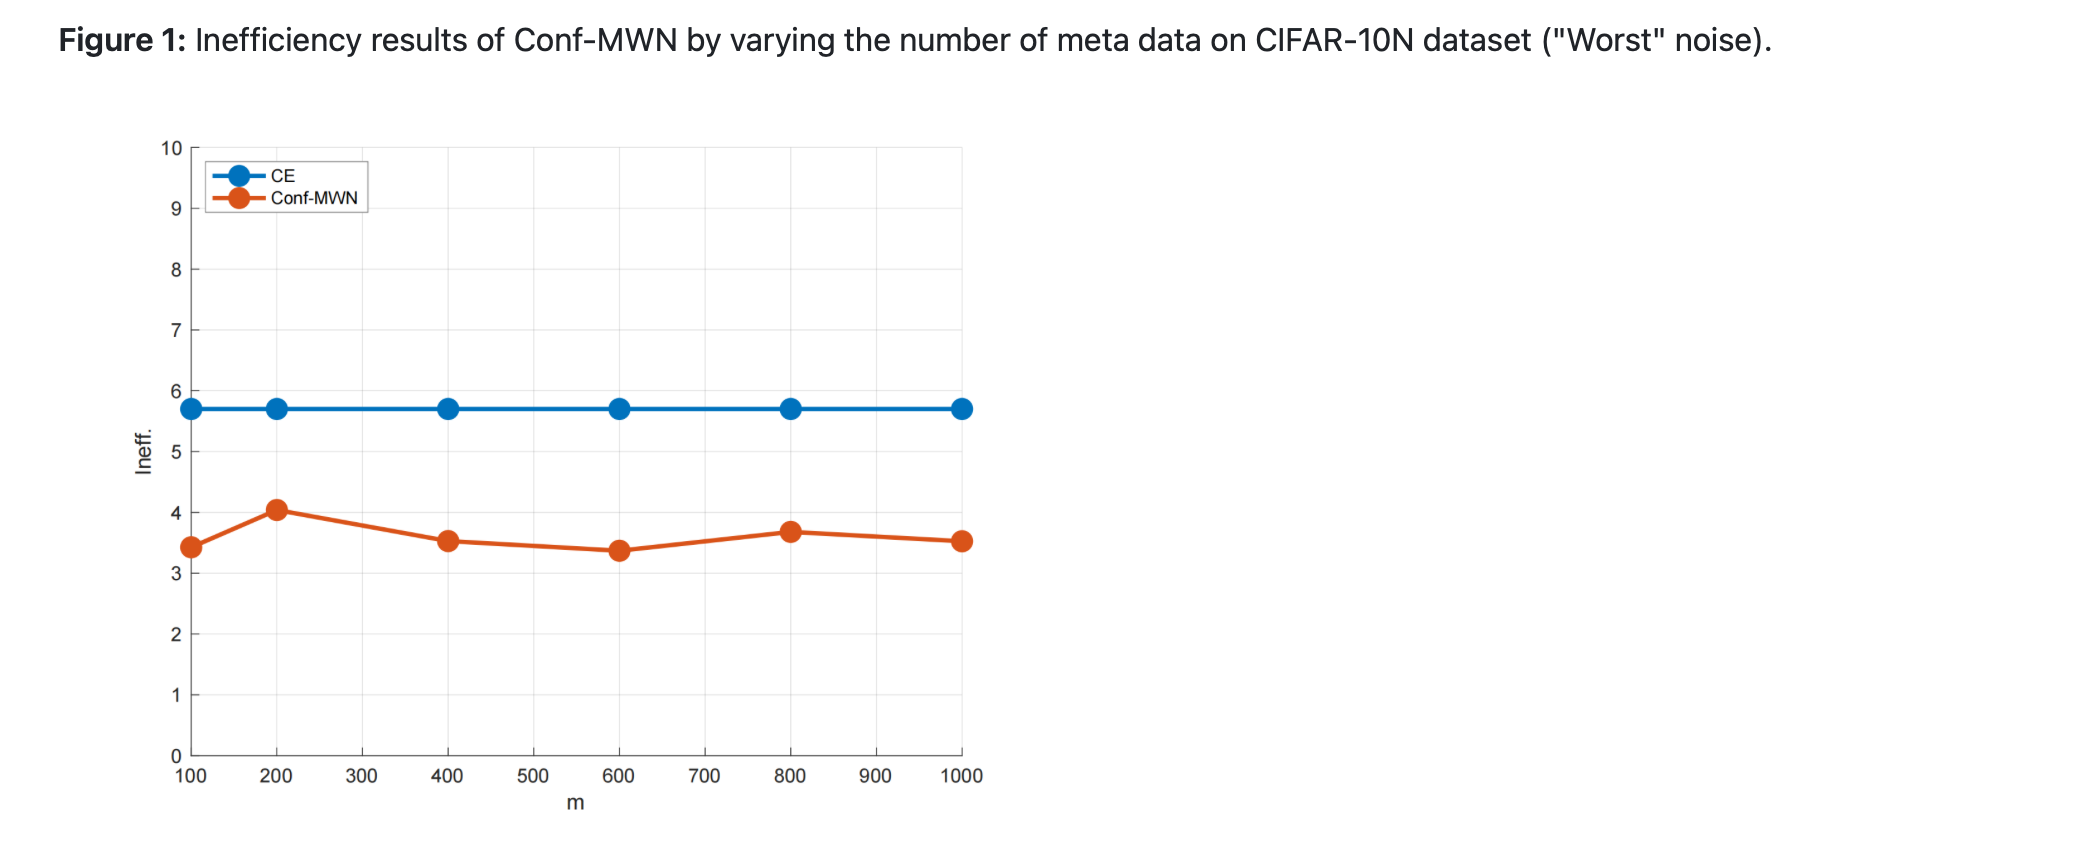 Figure 1: Inefficiency results of Conf-MWN by varying the number of meta data on CIFAR-10N dataset ("Worst" noise).
10
CE
Conf-MWN
9
8
7
6
5
4
3
2
1
0
Ineff.
100 200 300 400 500 600 700 800 900 1000
m